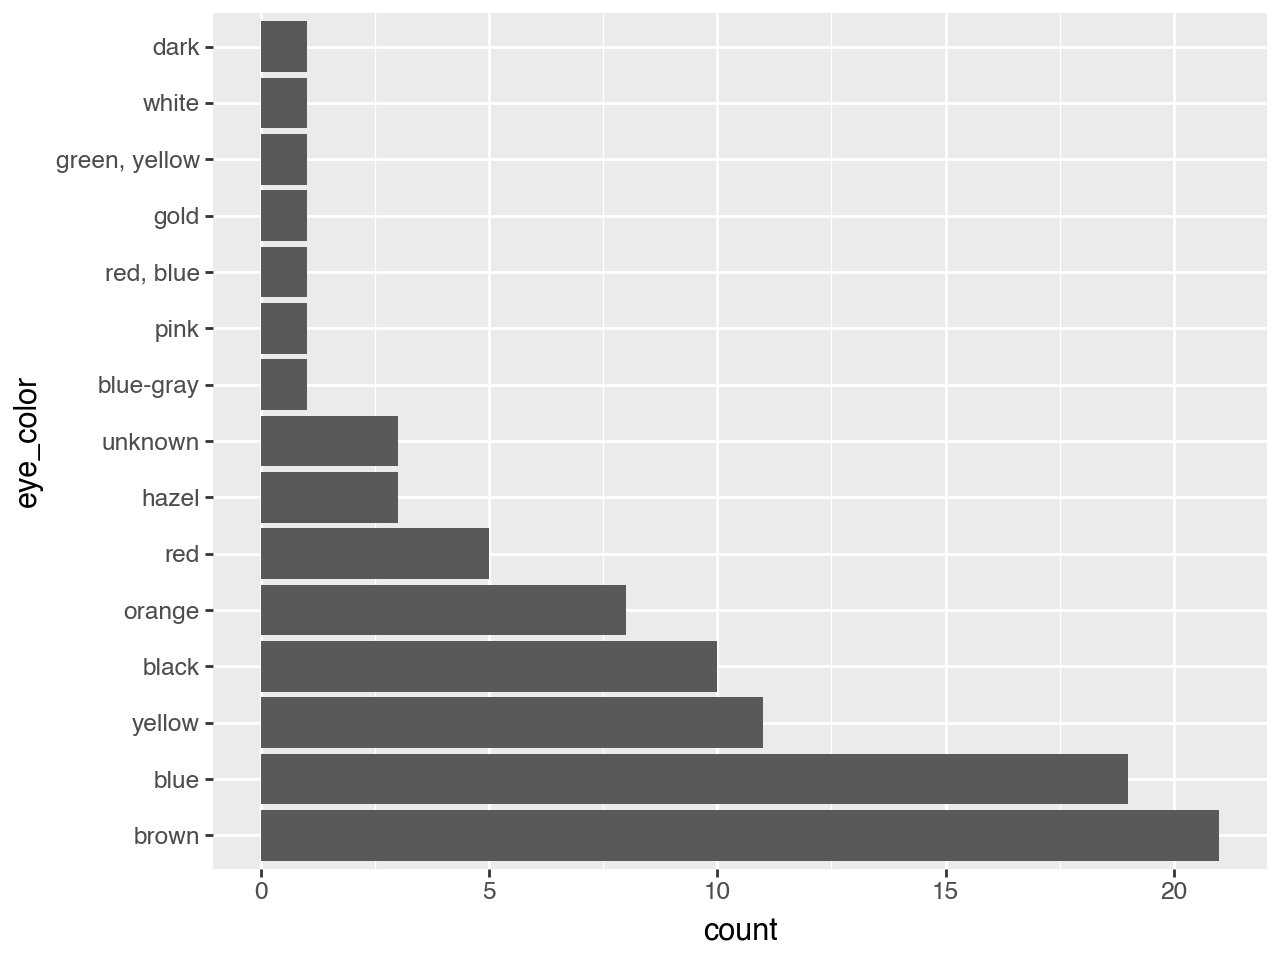 dark
white
green, yellow
gold
red, blue
pink
blue-gray
unknown
hazel
red
orange
black
yellow
blue
brown
eye_color
0 5 10 15 20
count